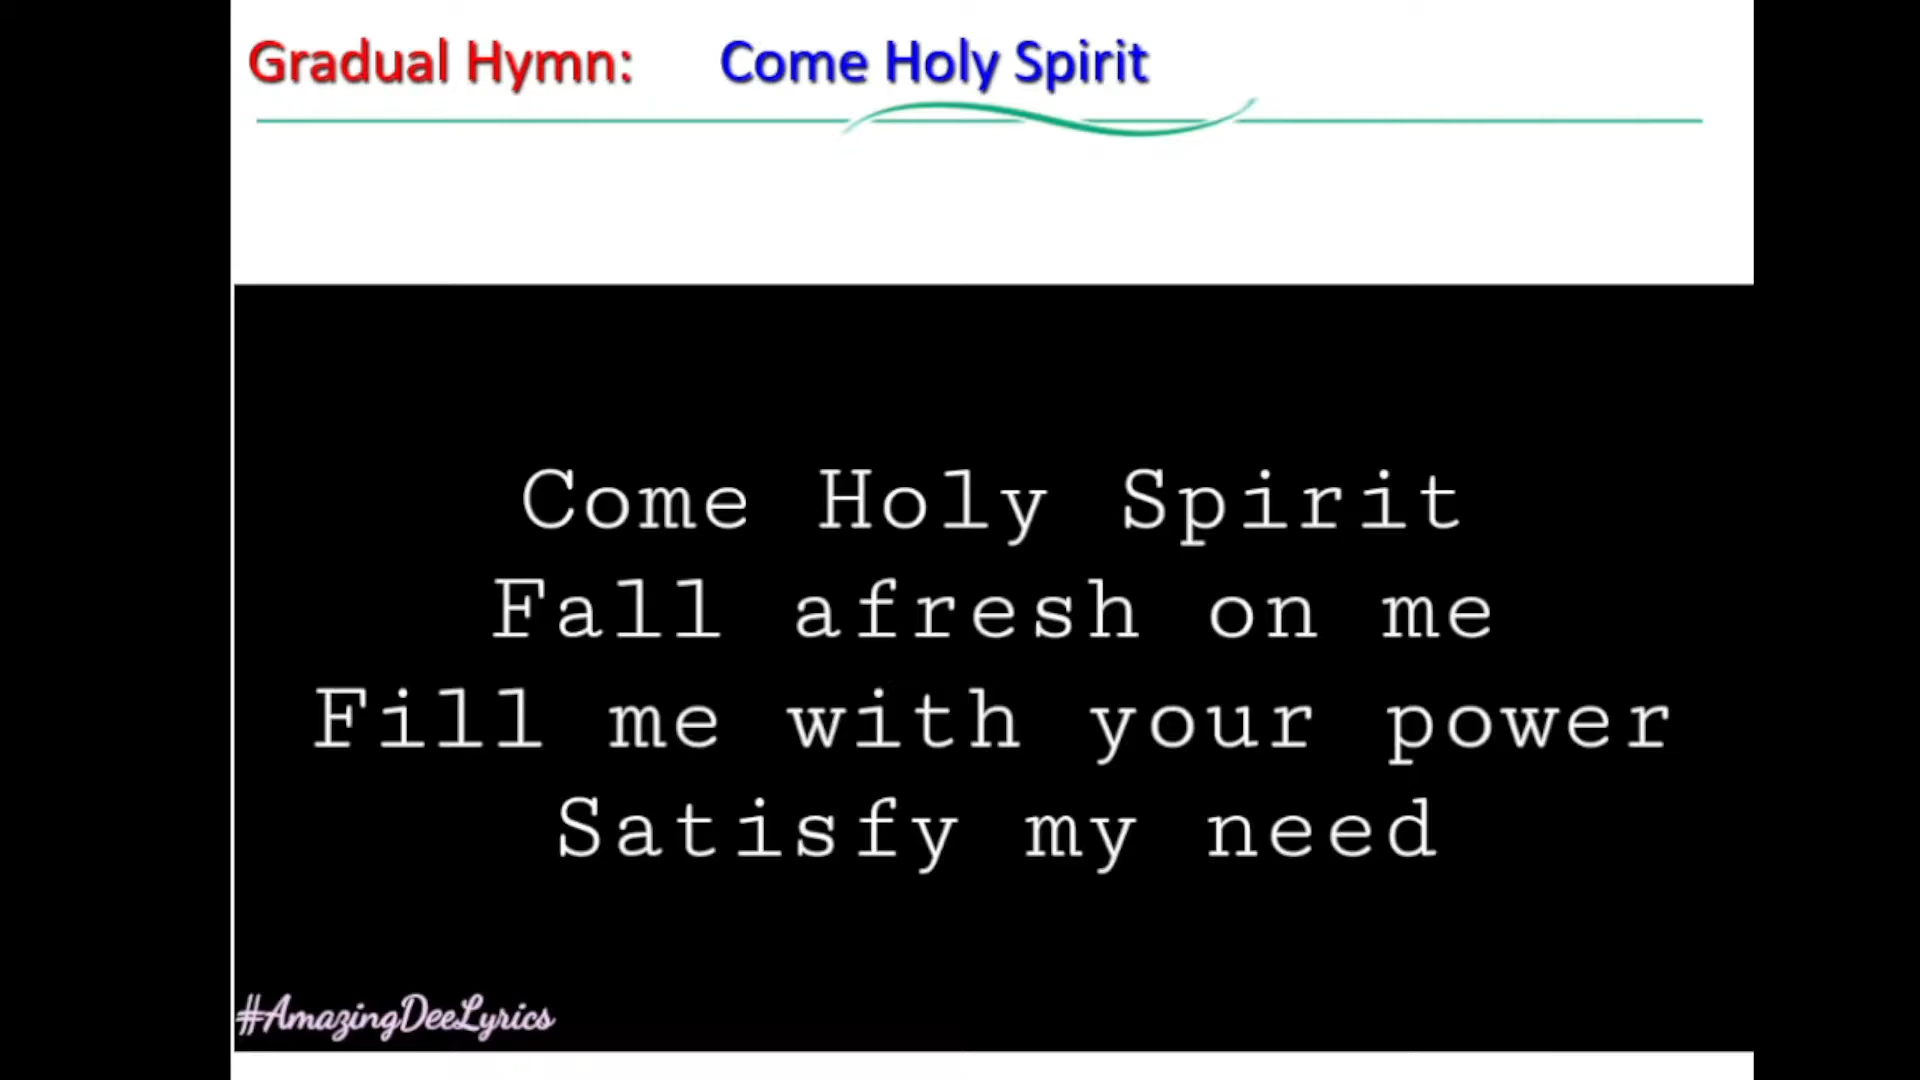 Gradual Hymn: Come Holy Spirit
Come Holy Spirit
Fall afresh on me
Fill me with your power
Satisfy my need
#AmazingDeeLyrics